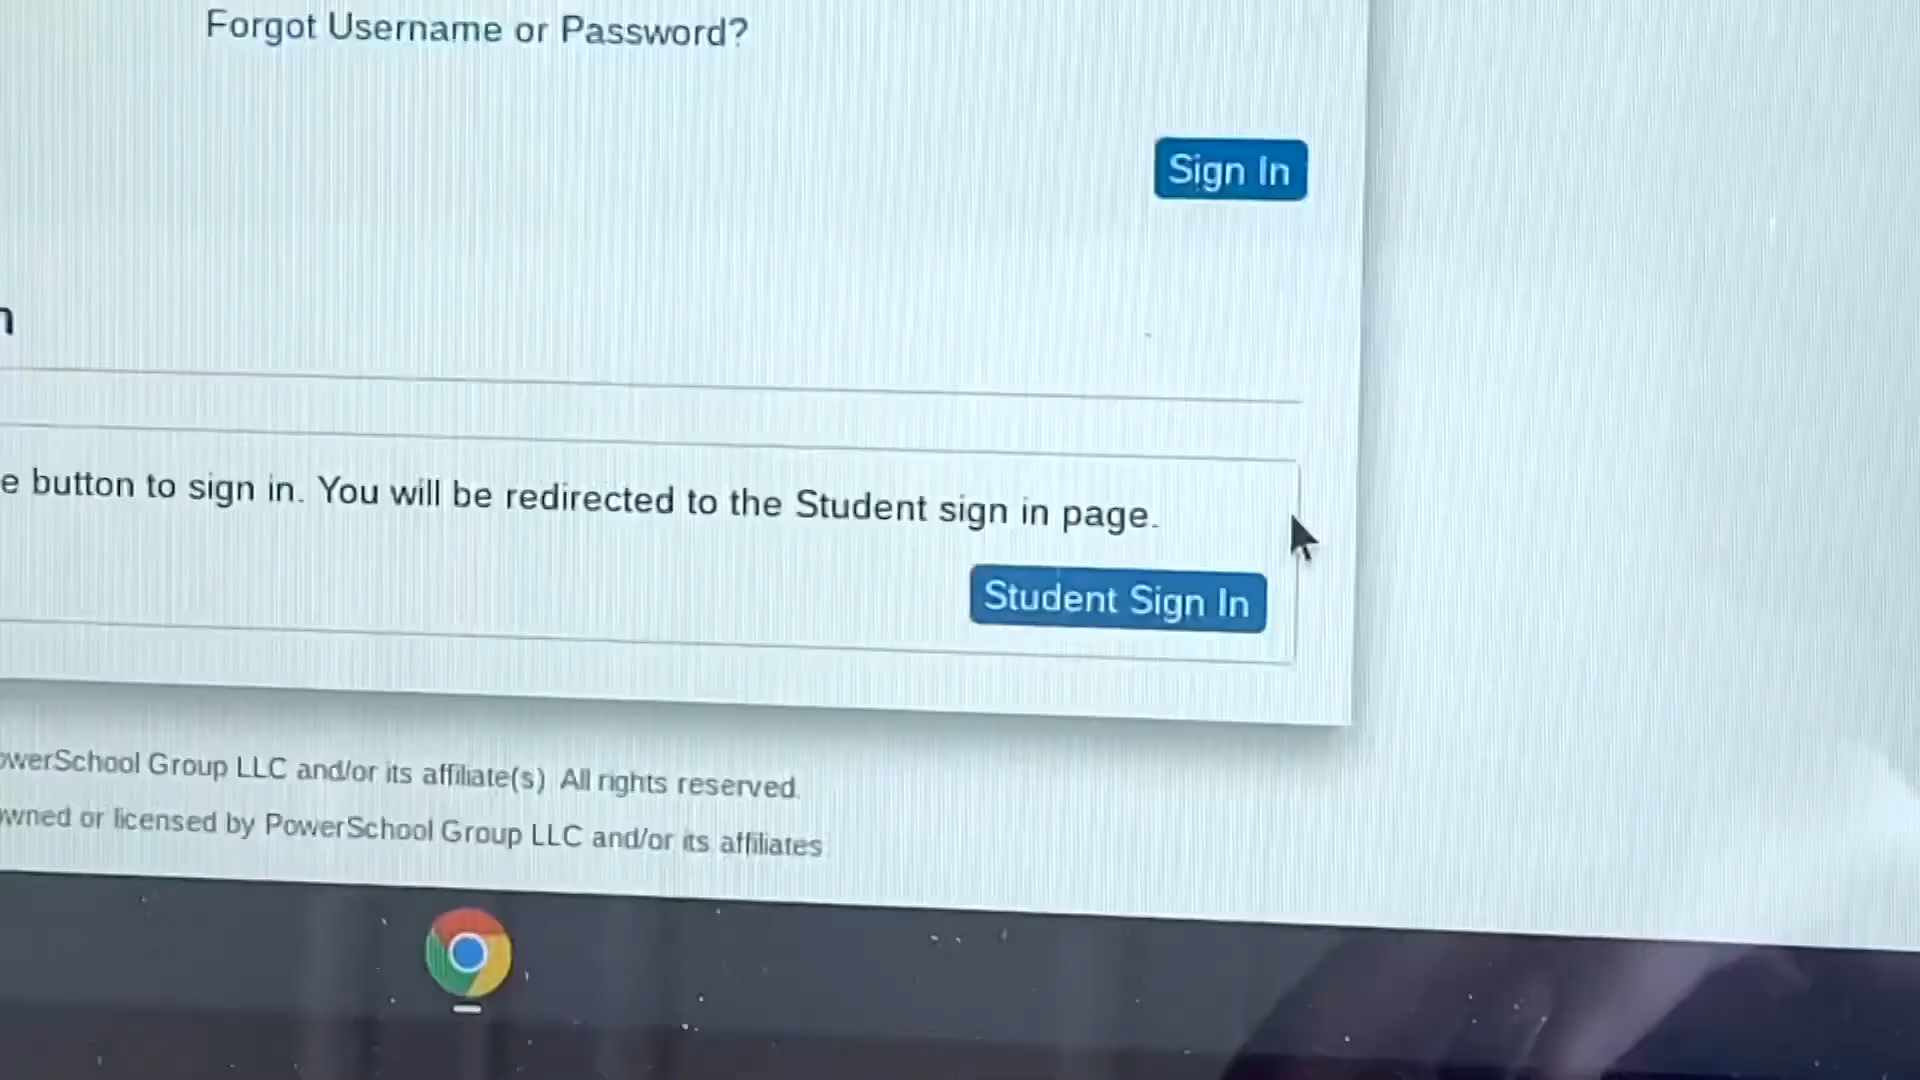 Forgot Username or Password?
Sign In
button to sign in. You will be redirected to the Student sign in page.
Student Sign In
Group LLC and/or its affiliate(s) All rights reserved.
or licensed by PowerSchool Group LLC and/or its affiliates